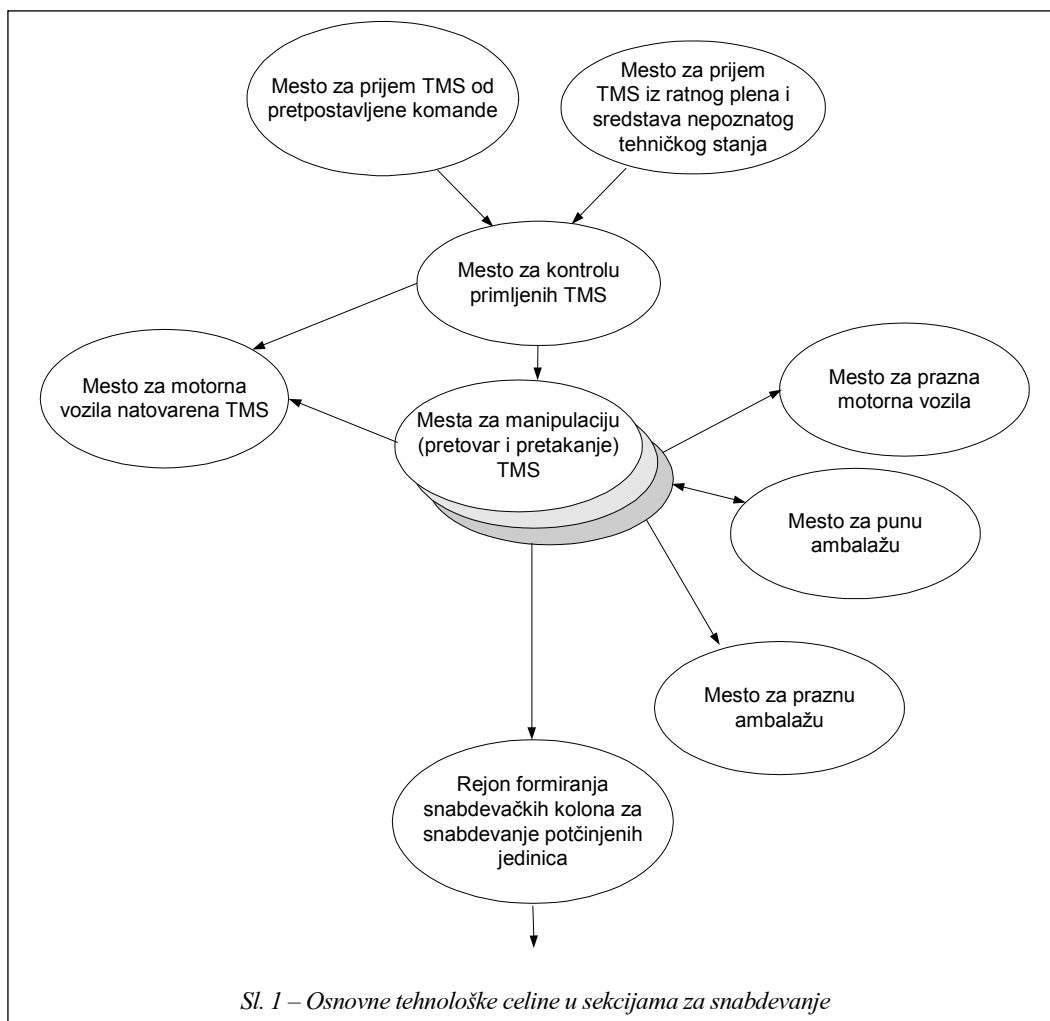 Mesto za prijem TMS od
pretpostavljene komande
Mesto za prijem
TMS iz ratnog plena i
sredstava nepoznatog
tehničkog stanja
Mesto za kontrolu
primljenih TMS
Mesto za motorna
vozila natovarena TMS
Mesta za manipulaciju
(pretovar i pretakanje)
TMS
Mesto za prazna
motorna vozila
Mesto za punu
ambalažu
Mesto za praznu
ambalažu
Rejon formiranja
snabdevačkih kolona za
snabdevanje potčinjenih
jedinica
Sl. 1 – Osnovne tehnološke celine u sekcijama za snabdevanje